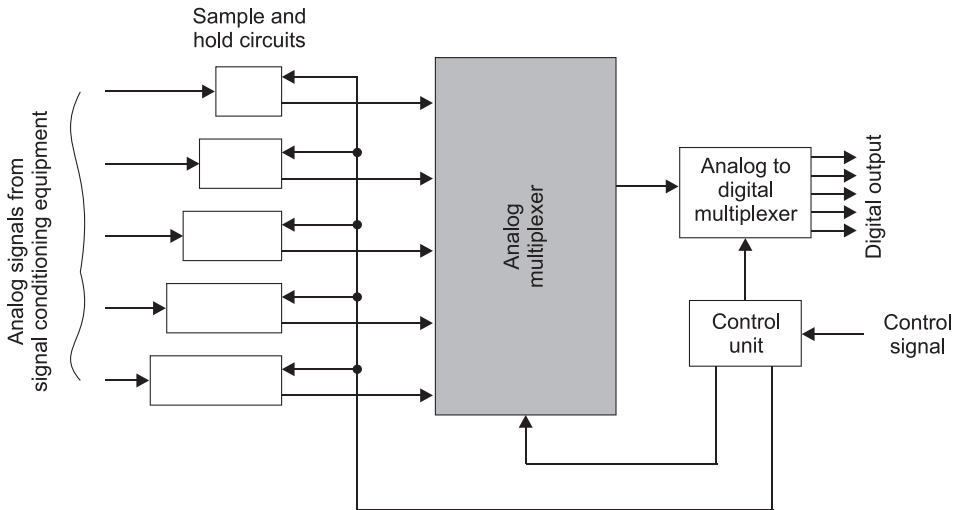 Sample and
hold circuits
Analog signals from
signal conditioning equipment
Analog
multiplexer
Analog to
digital
multiplexer
Digital output
Control
unit
Control
signal